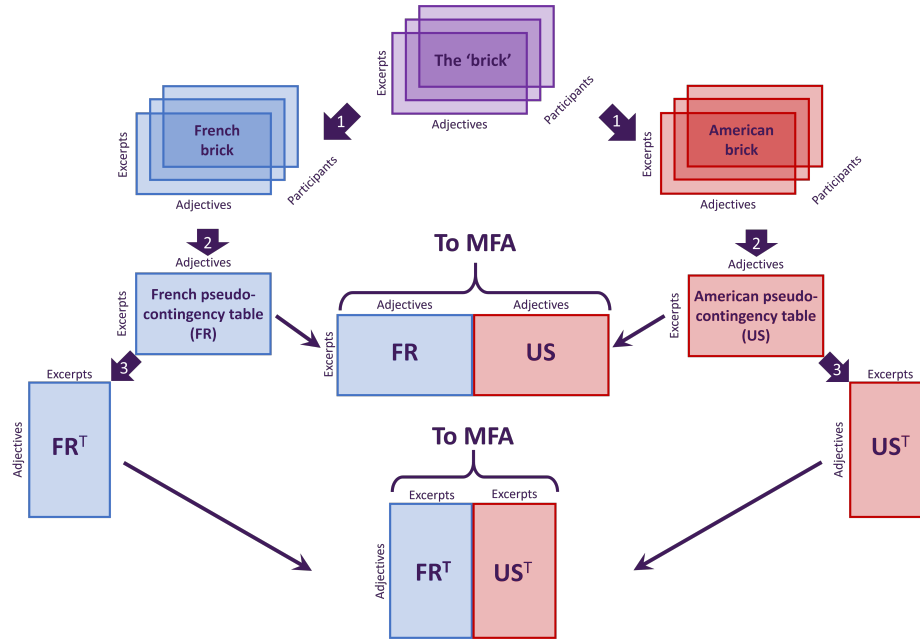 Excerpts
The 'brick'
Adjectives
Participants
1
1
Excerpts
French
brick
Adjectives
Participants
Excerpts
American
brick
Adjectives
Participants
2
2
To MFA
Adjectives
Excerpts
French pseudo-
contingency table
(FR)
Adjectives
Adjectives
Excerpts
FR
US
Adjectives
Excerpts
American pseudo-
contingency table
(US)
3
3
Excerpts
Adjectives
FRT
Excerpts
Adjectives
UST
To MFA
Excerpts
Excerpts
Adjectives
FRT
UST